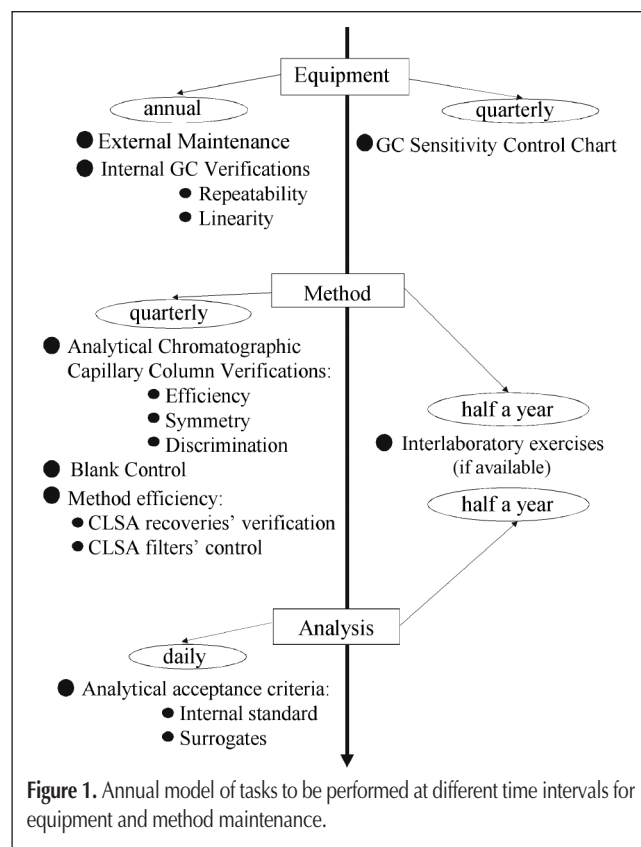 Equipment
annual
● External Maintenance
● Internal GC Verifications
● Repeatability
● Linearity
quarterly
● GC Sensitivity Control Chart
Method
quarterly
● Analytical Chromatographic
Capillary Column Verifications:
● Efficiency
● Symmetry
● Discrimination
● Blank Control
● Method efficiency:
● CLSA recoveries' verification
● CLSA filters' control
half a year
● Interlaboratory exercises
(if available)
half a year
Analysis
daily
● Analytical acceptance criteria:
● Internal standard
● Surrogates
Figure 1. Annual model of tasks to be performed at different time intervals for
equipment and method maintenance.